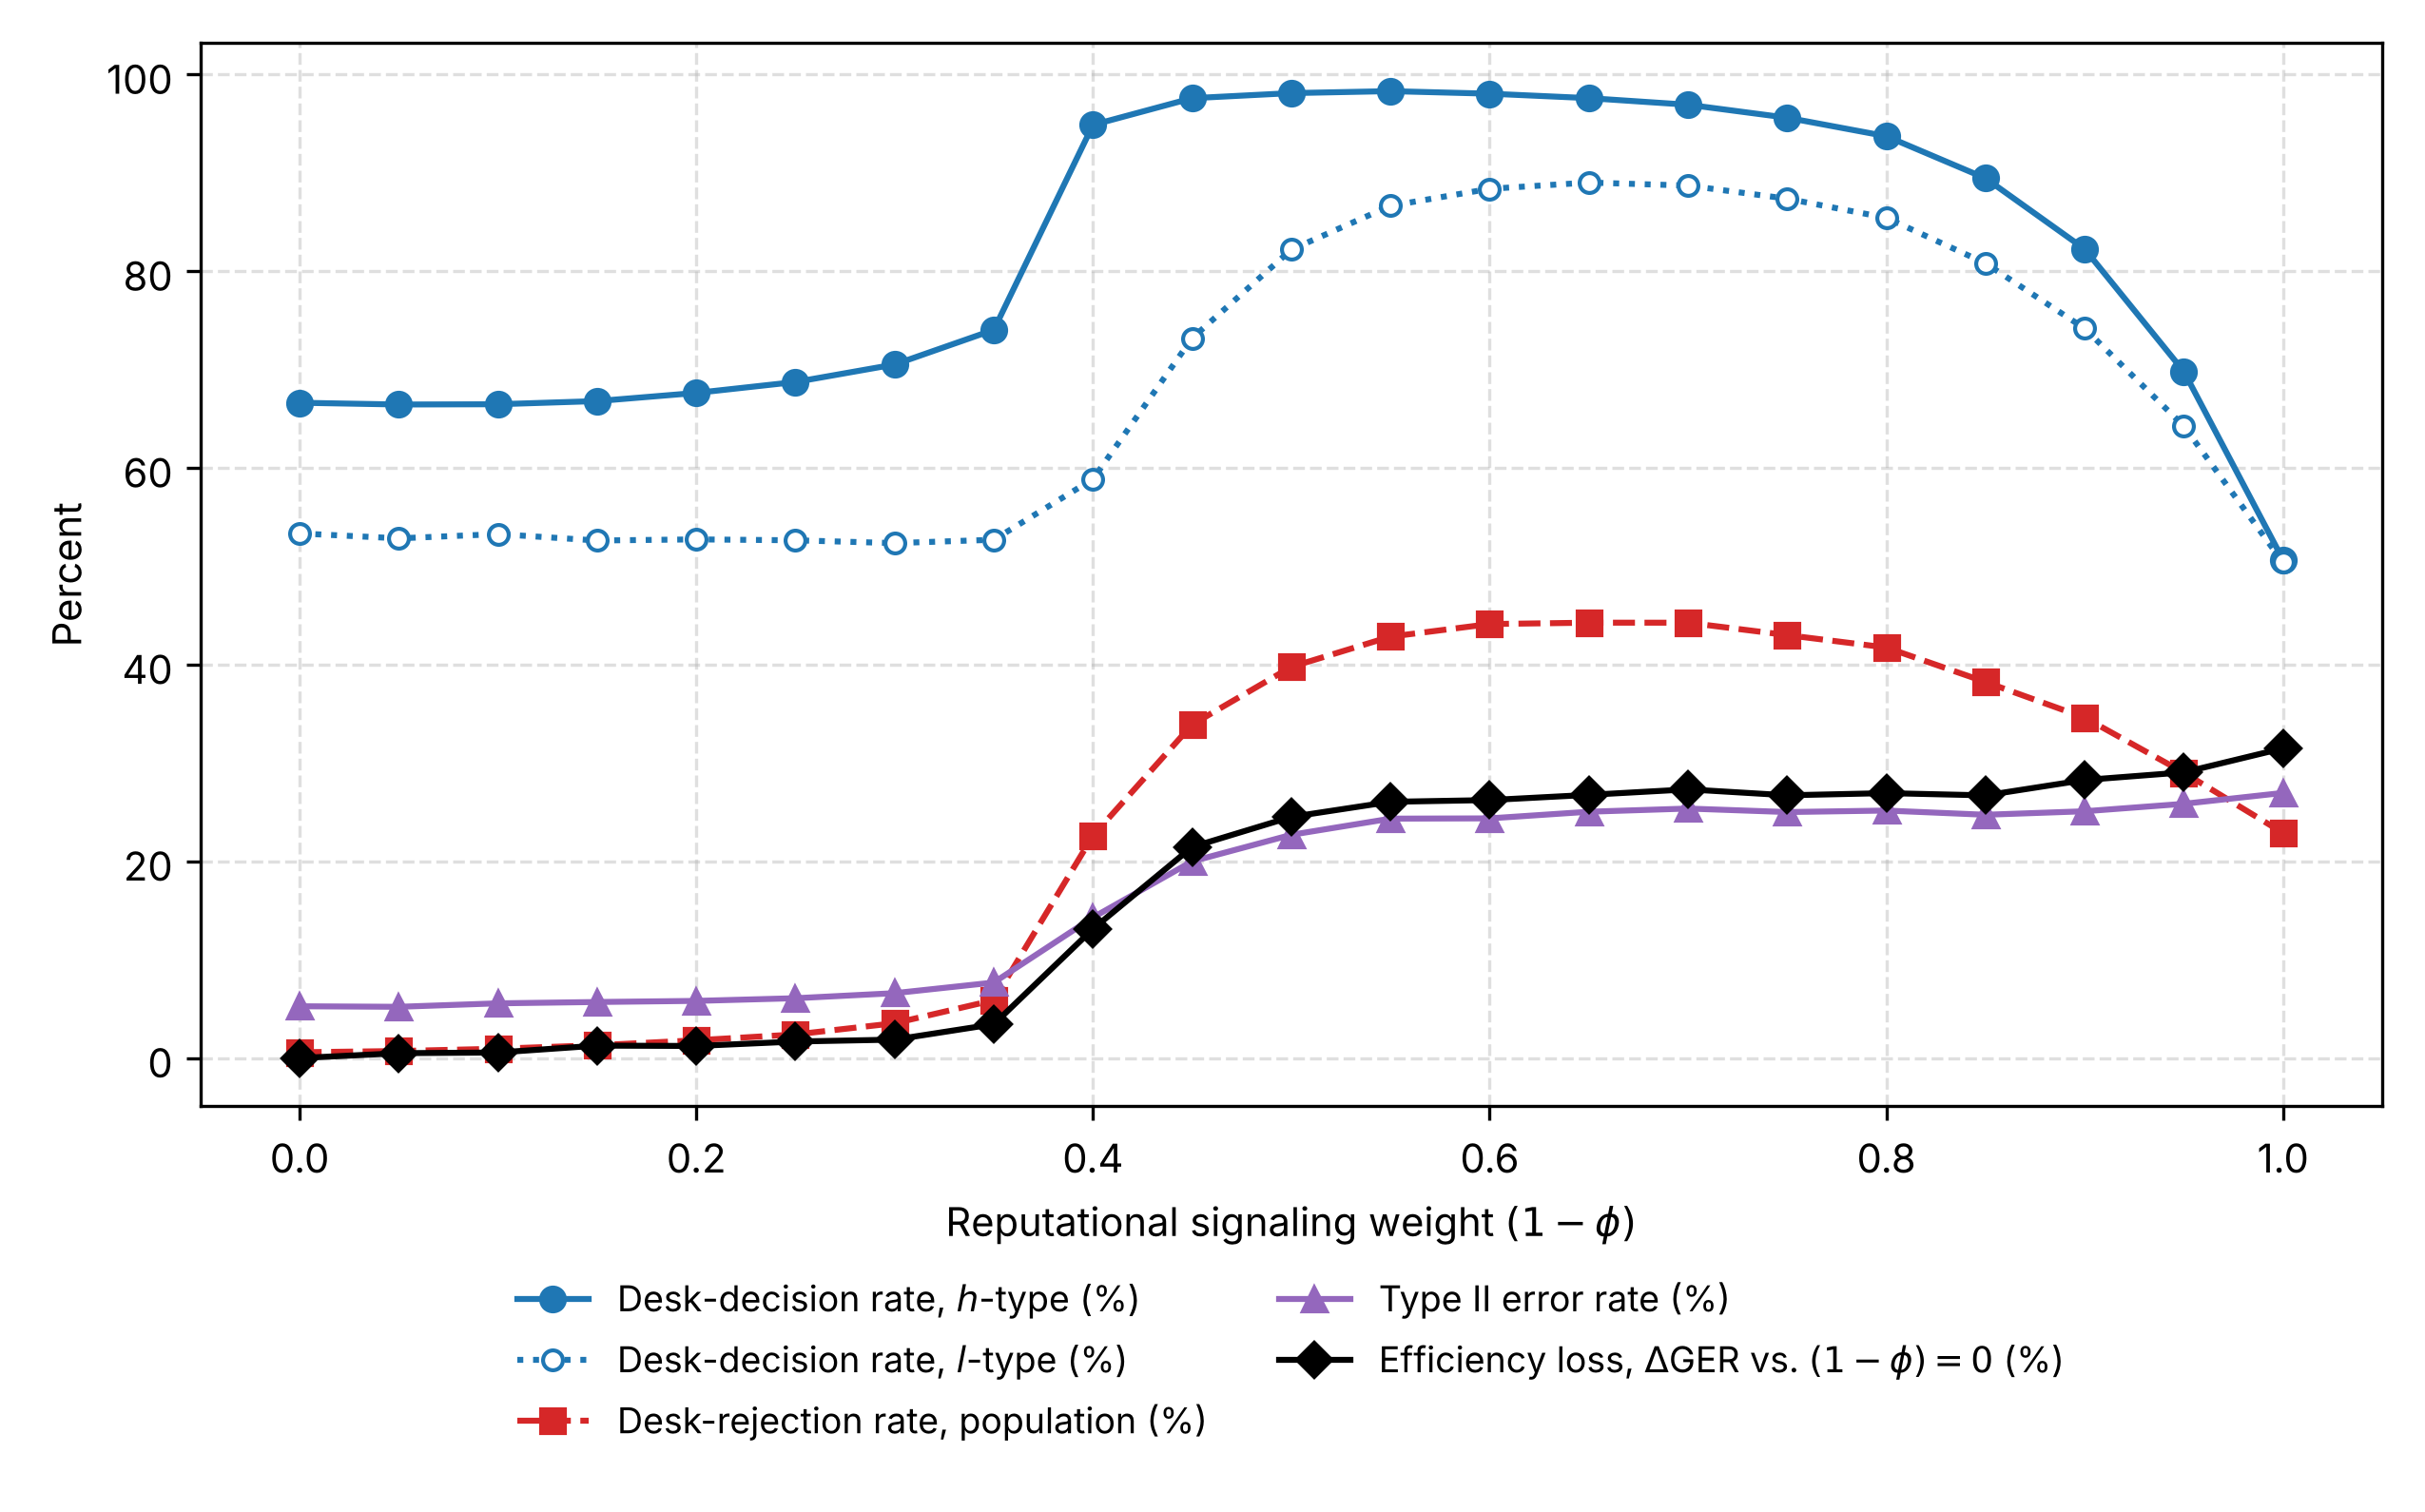 100
80
60
40
20
0
Percent
0.0 0.2 0.4 0.6 0.8 1.0
Reputational signaling weight (1 − ϕ)
Desk-decision rate, h-type (%)
Desk-decision rate, l-type (%)
Desk-rejection rate, population (%)
Type II error rate (%)
Efficiency loss, ΔGER vs. (1 − ϕ) = 0 (%)